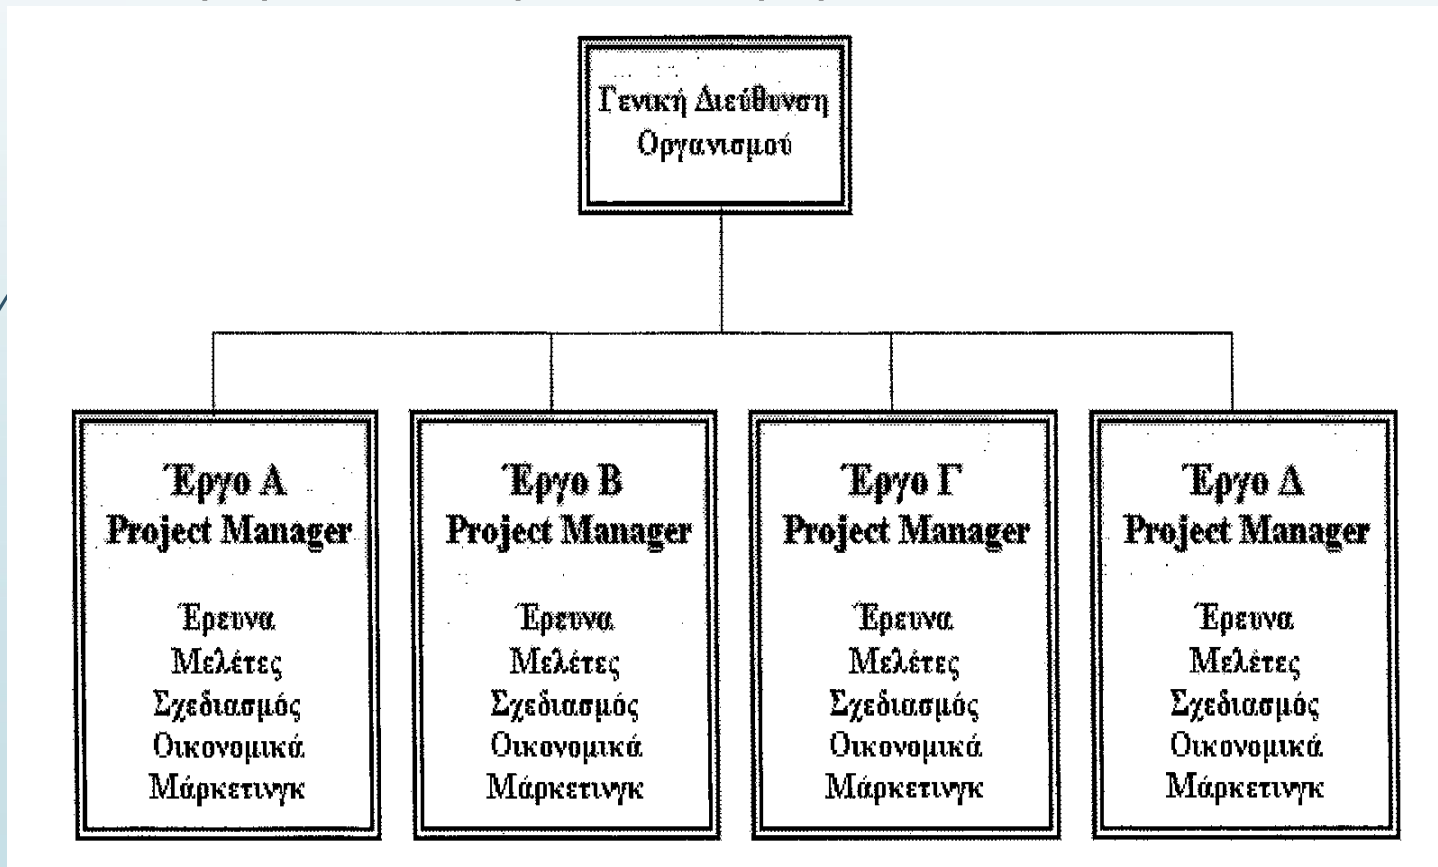 Γενική Διεύθυνση
Οργανισμού
Έργο Α
Project Manager
Έρευνα
Μελέτες
Σχεδιασμός
Οικονομικά
Μάρκετινγκ
Έργο Β
Project Manager
Έρευνα
Μελέτες
Σχεδιασμός
Οικονομικά
Μάρκετινγκ
Έργο Γ
Project Manager
Έρευνα
Μελέτες
Σχεδιασμός
Οικονομικά
Μάρκετινγκ
Έργο Δ
Project Manager
Έρευνα
Μελέτες
Σχεδιασμός
Οικονομικά
Μάρκετινγκ